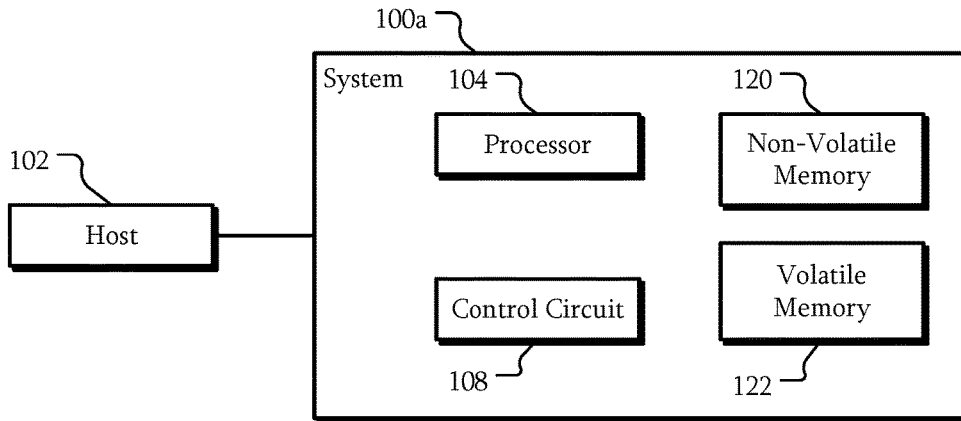 100a
System
104
120
Processor
Non-Volatile
Memory
102
Host
Volatile
Memory
Control Circuit
108
122